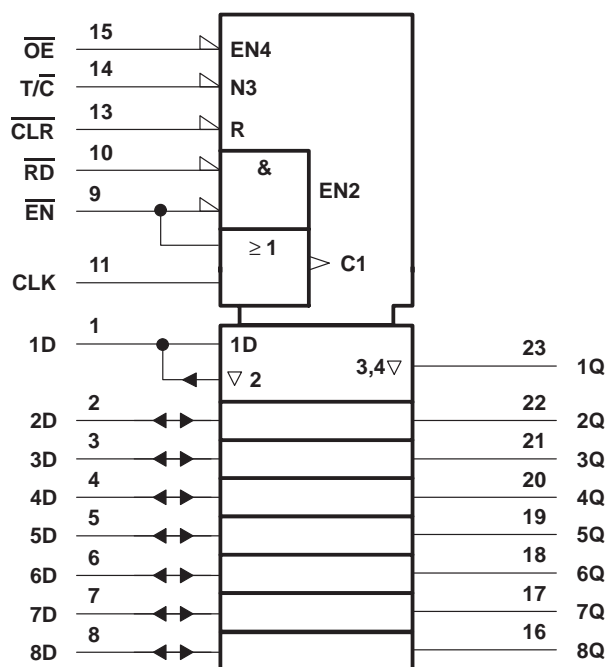 15
OE EN4
14
T/C N3
13
CLR R
10
RD &
9 EN2
EN
≥ 1
11 C1
CLK
1
1D 1D 23
3,4▽ 1Q
▽ 2
2 22
2D 2Q
3 21
3D 3Q
4 20
4D 4Q
5 19
5D 5Q
6 18
6D 6Q
7 17
7D 7Q
8 16
8D 8Q